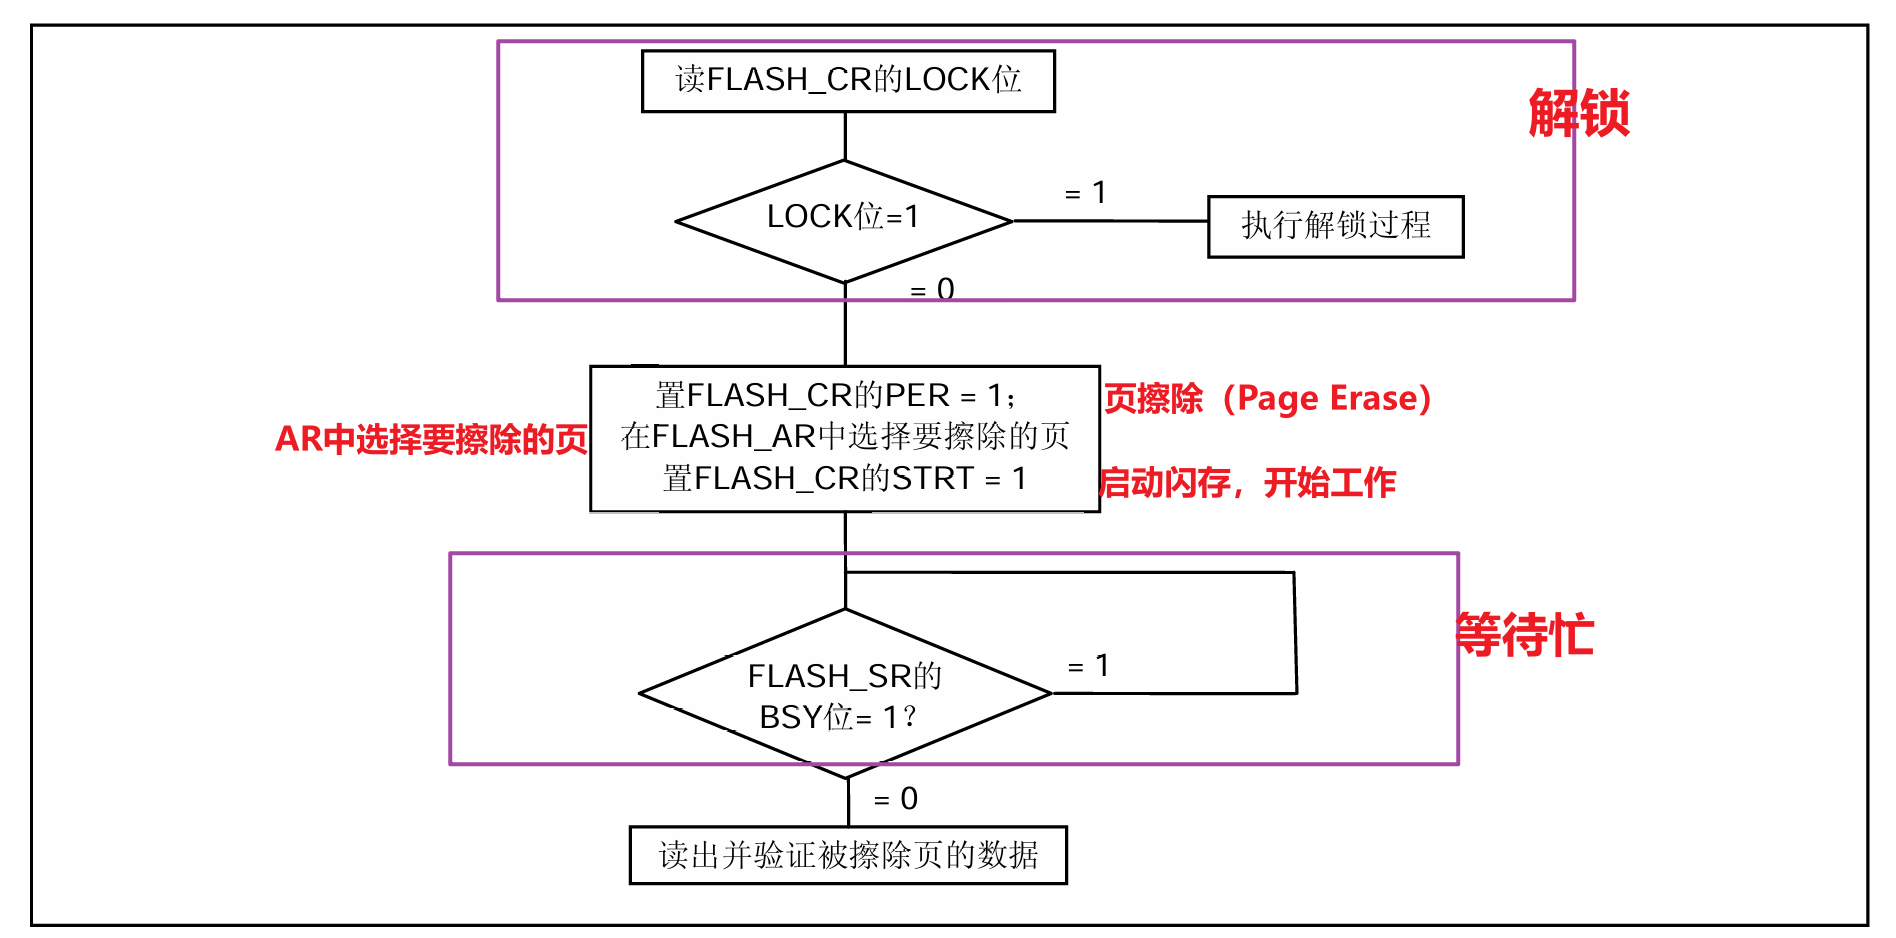 读FLASH_CR的LOCK位
解锁
LOCK位=1
= 1
执行解锁过程
= 0
置FLASH_CR的PER = 1；
页擦除（Page Erase）
AR中选择要擦除的页
在FLASH_AR中选择要擦除的页
置FLASH_CR的STRT = 1
启动闪存，开始工作
等待忙
FLASH_SR的
BSY位= 1？
= 1
= 0
读出并验证被擦除页的数据